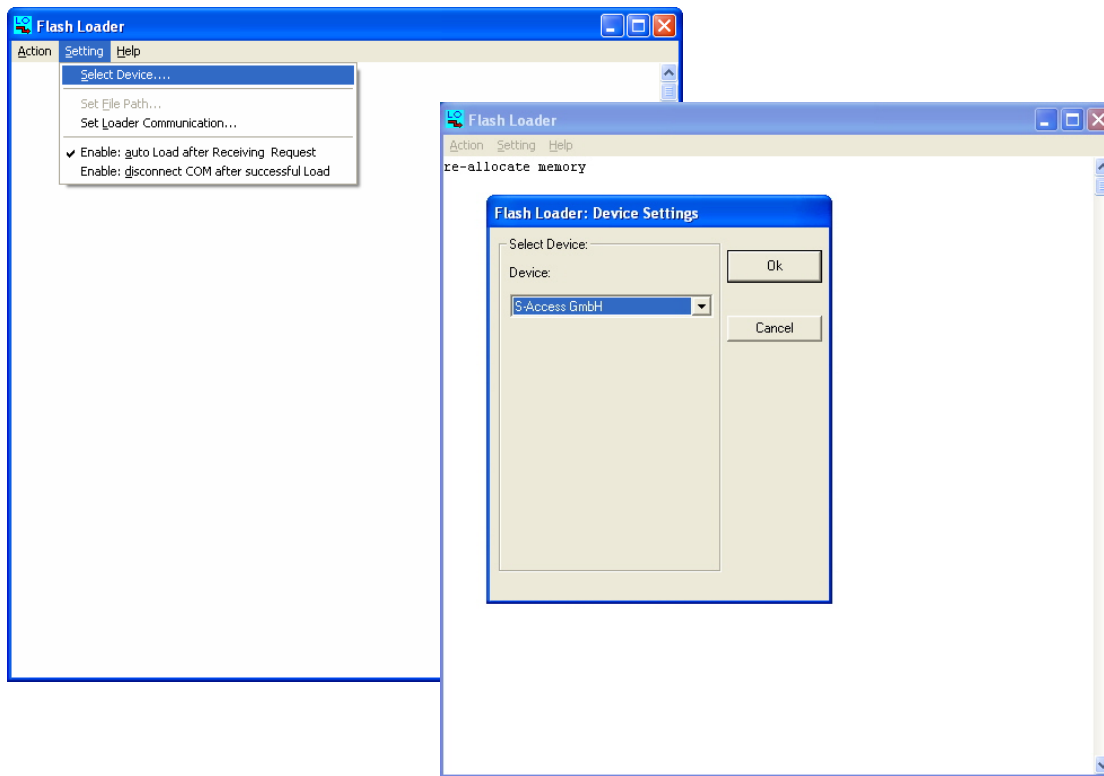 LO
Flash Loader
Action Setting Help
Select Device....
Set File Path...
Set Loader Communication...
Enable: auto Load after Receiving Request
Enable: disconnect COM after successful Load
LO
Flash Loader
Action Setting Help
re-allocate memory
Flash Loader: Device Settings
Select Device:
Device:
S-Access GmbH
Ok
Cancel